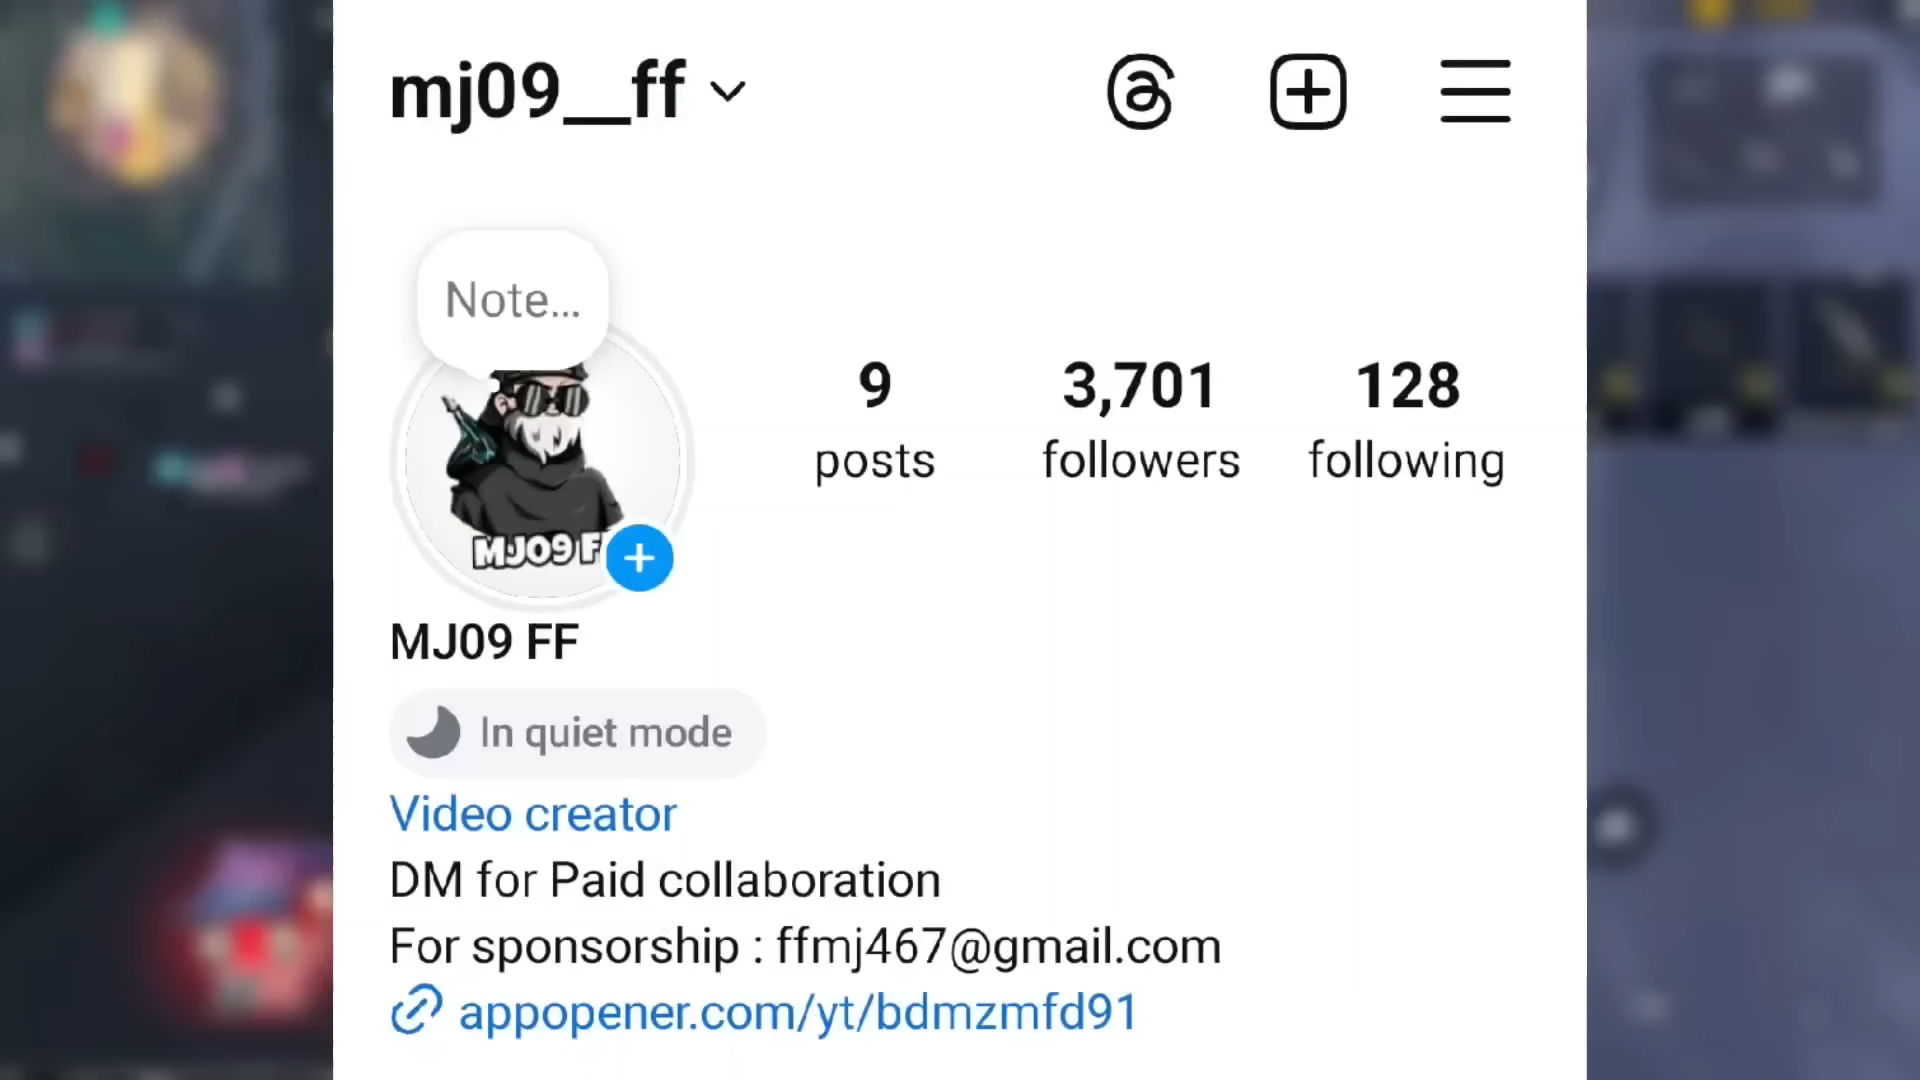 mj09__ff
Note...
9
posts
3,701
followers
128
following
MJ09 F
MJ09 FF
In quiet mode
Video creator
DM for Paid collaboration
For sponsorship : ffmj467@gmail.com
appopener.com/yt/bdmzmfd91